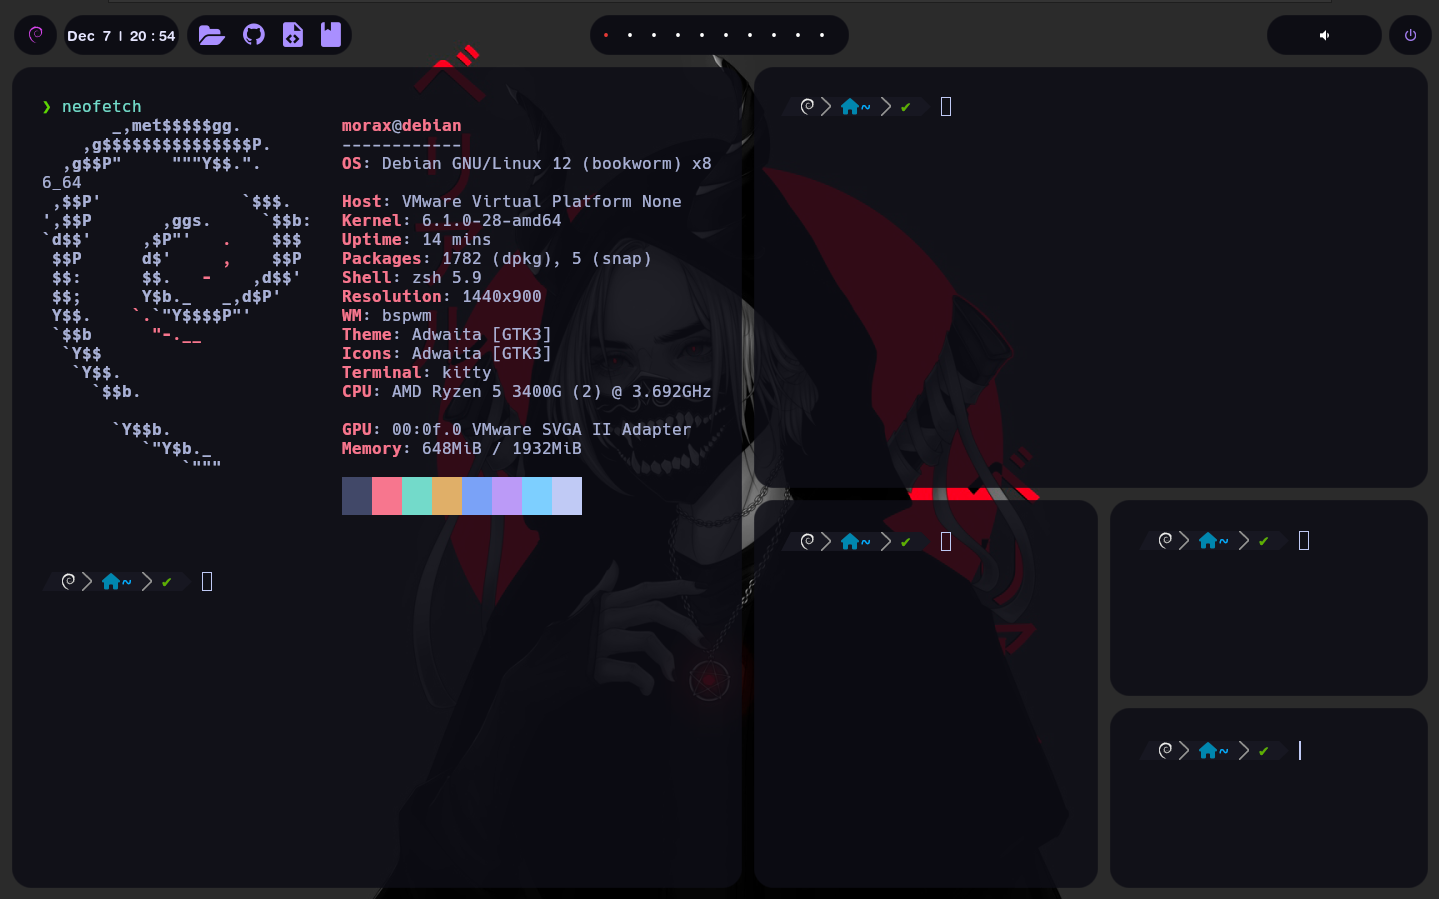 Dec 7 | 20 : 54
❯ neofetch
_,met$$$$$gg.
,g$$$$$$$$$$$$$$$P.
,g$$P"     """Y$$.".
6_64
,$$P'              `$$$.
',$$P       ,ggs.     `$$b:
`d$$'     ,$P"'   .    $$$
$$P      d$'     ,    $$P
$$:      $$.   -    ,d$$'
$$;      Y$b._   _,d$P'
Y$$.    `.`"Y$$$$P"'
`$$b      "-.__
`Y$$
`Y$$.
`$$b.
`Y$$b.
`"Y$b._
`"""
morax@debian
------------
OS: Debian GNU/Linux 12 (bookworm) x8
Host: VMware Virtual Platform None
Kernel: 6.1.0-28-amd64
Uptime: 14 mins
Packages: 1782 (dpkg), 5 (snap)
Shell: zsh 5.9
Resolution: 1440x900
WM: bspwm
Theme: Adwaita [GTK3]
Icons: Adwaita [GTK3]
Terminal: kitty
CPU: AMD Ryzen 5 3400G (2) @ 3.692GHz
GPU: 00:0f.0 VMware SVGA II Adapter
Memory: 648MiB / 1932MiB
~ ✔
~ ✔
~ ✔
~ ✔
~ ✔